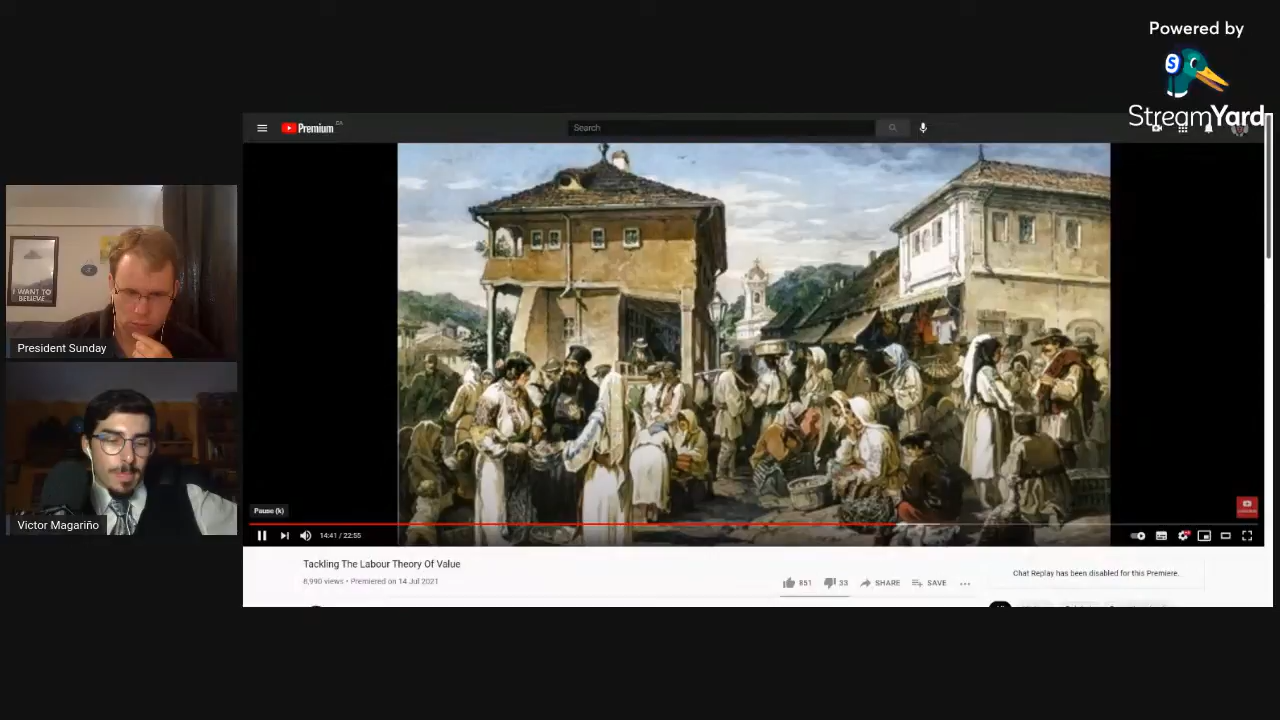 Powered by
StreamYard
Premium
Search
I WANT TO
BELIEVE
President Sunday
Victor Magariño
Pause (k)
14:41 / 22:55
Tackling The Labour Theory Of Value
8,990 views • Premiered on 14 Jul 2021
851
33
SHARE
SAVE
Chat Replay has been disabled for this Premiere.